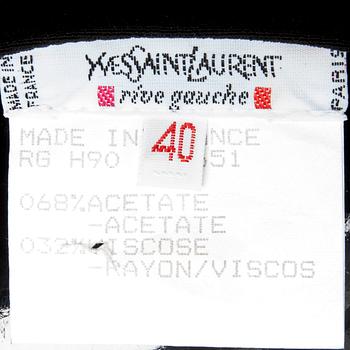 MADE IN
FRANCE
YVESSAINTLAURENT
rive gauche
PARIS
40
MADE IN NCE
RG H90 51
068%ACETATE
-ACETATE
032%VISCOSE
-RAYON/VISCOS